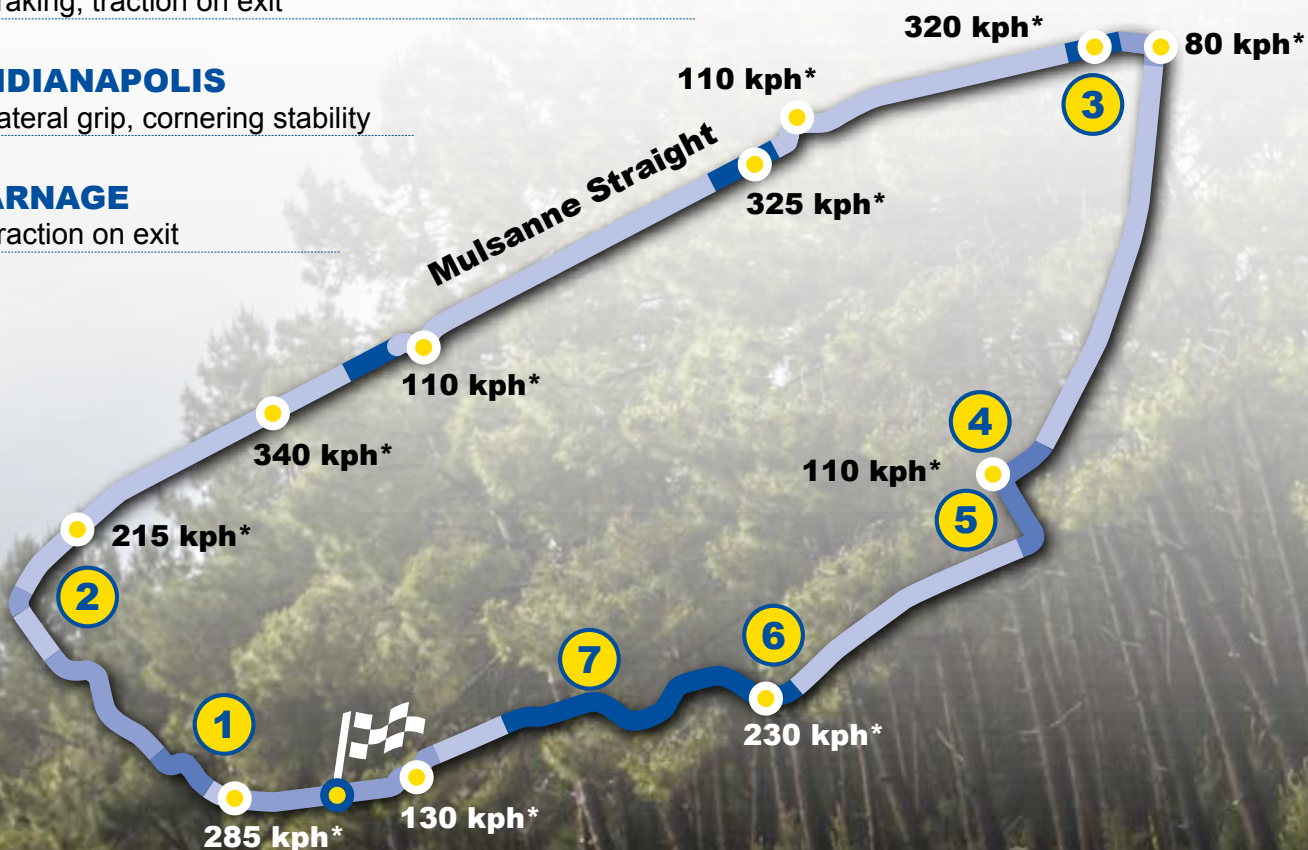 raking, traction on exit
NDIANAPOLIS
ateral grip, cornering stability
ARNAGE
raction on exit
320 kph*
80 kph*
110 kph*
3
Mulsanne Straight
325 kph*
110 kph*
340 kph*
4
110 kph*
215 kph*
5
2
6
7
1
230 kph*
130 kph*
285 kph*